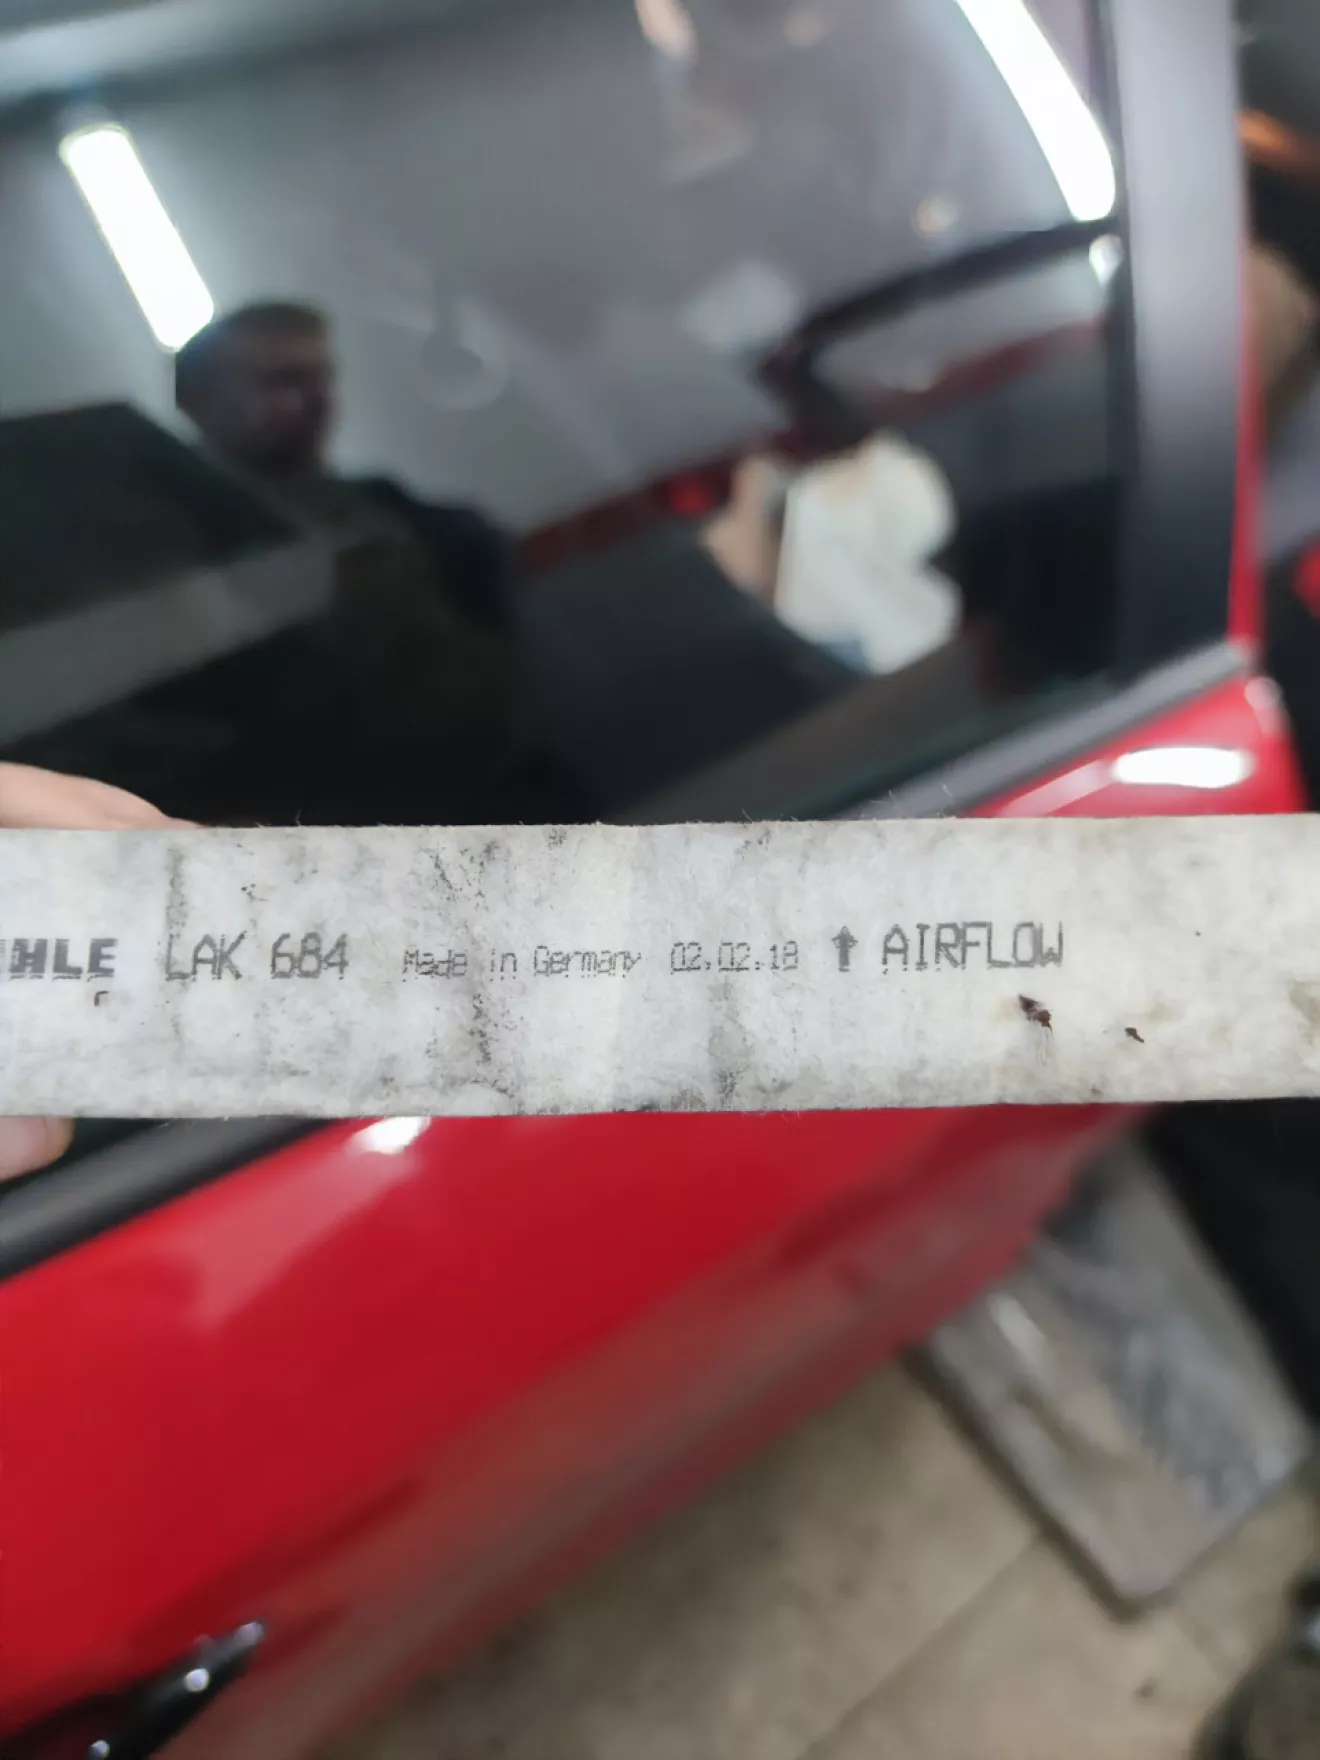 HLE LAK 684 Made in Germany 02.02.18 ↑ AIRFLOW